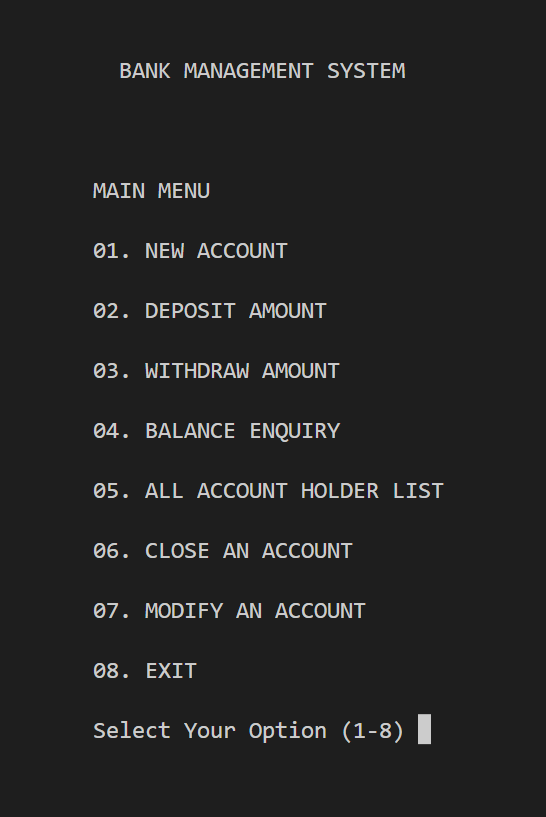 BANK MANAGEMENT SYSTEM
MAIN MENU
01. NEW ACCOUNT
02. DEPOSIT AMOUNT
03. WITHDRAW AMOUNT
04. BALANCE ENQUIRY
05. ALL ACCOUNT HOLDER LIST
06. CLOSE AN ACCOUNT
07. MODIFY AN ACCOUNT
08. EXIT
Select Your Option (1-8)